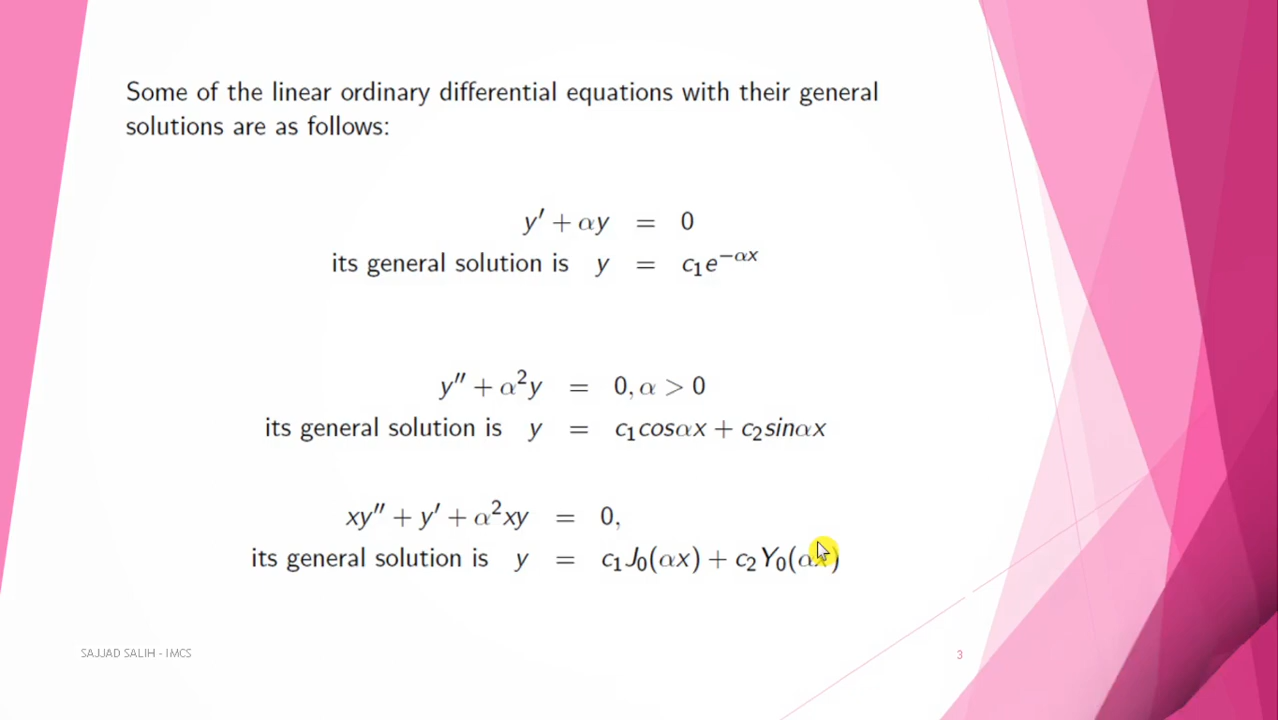 Some of the linear ordinary differential equations with their general
solutions are as follows:
y′ + αy = 0
its general solution is y = c₁e^{−αx}
y″ + α²y = 0, α > 0
its general solution is y = c₁cosαx + c₂sinαx
xy″ + y′ + α²xy = 0,
its general solution is y = c₁J₀(αx) + c₂Y₀(αx)
SAJJAD SALIH - IMCS
3